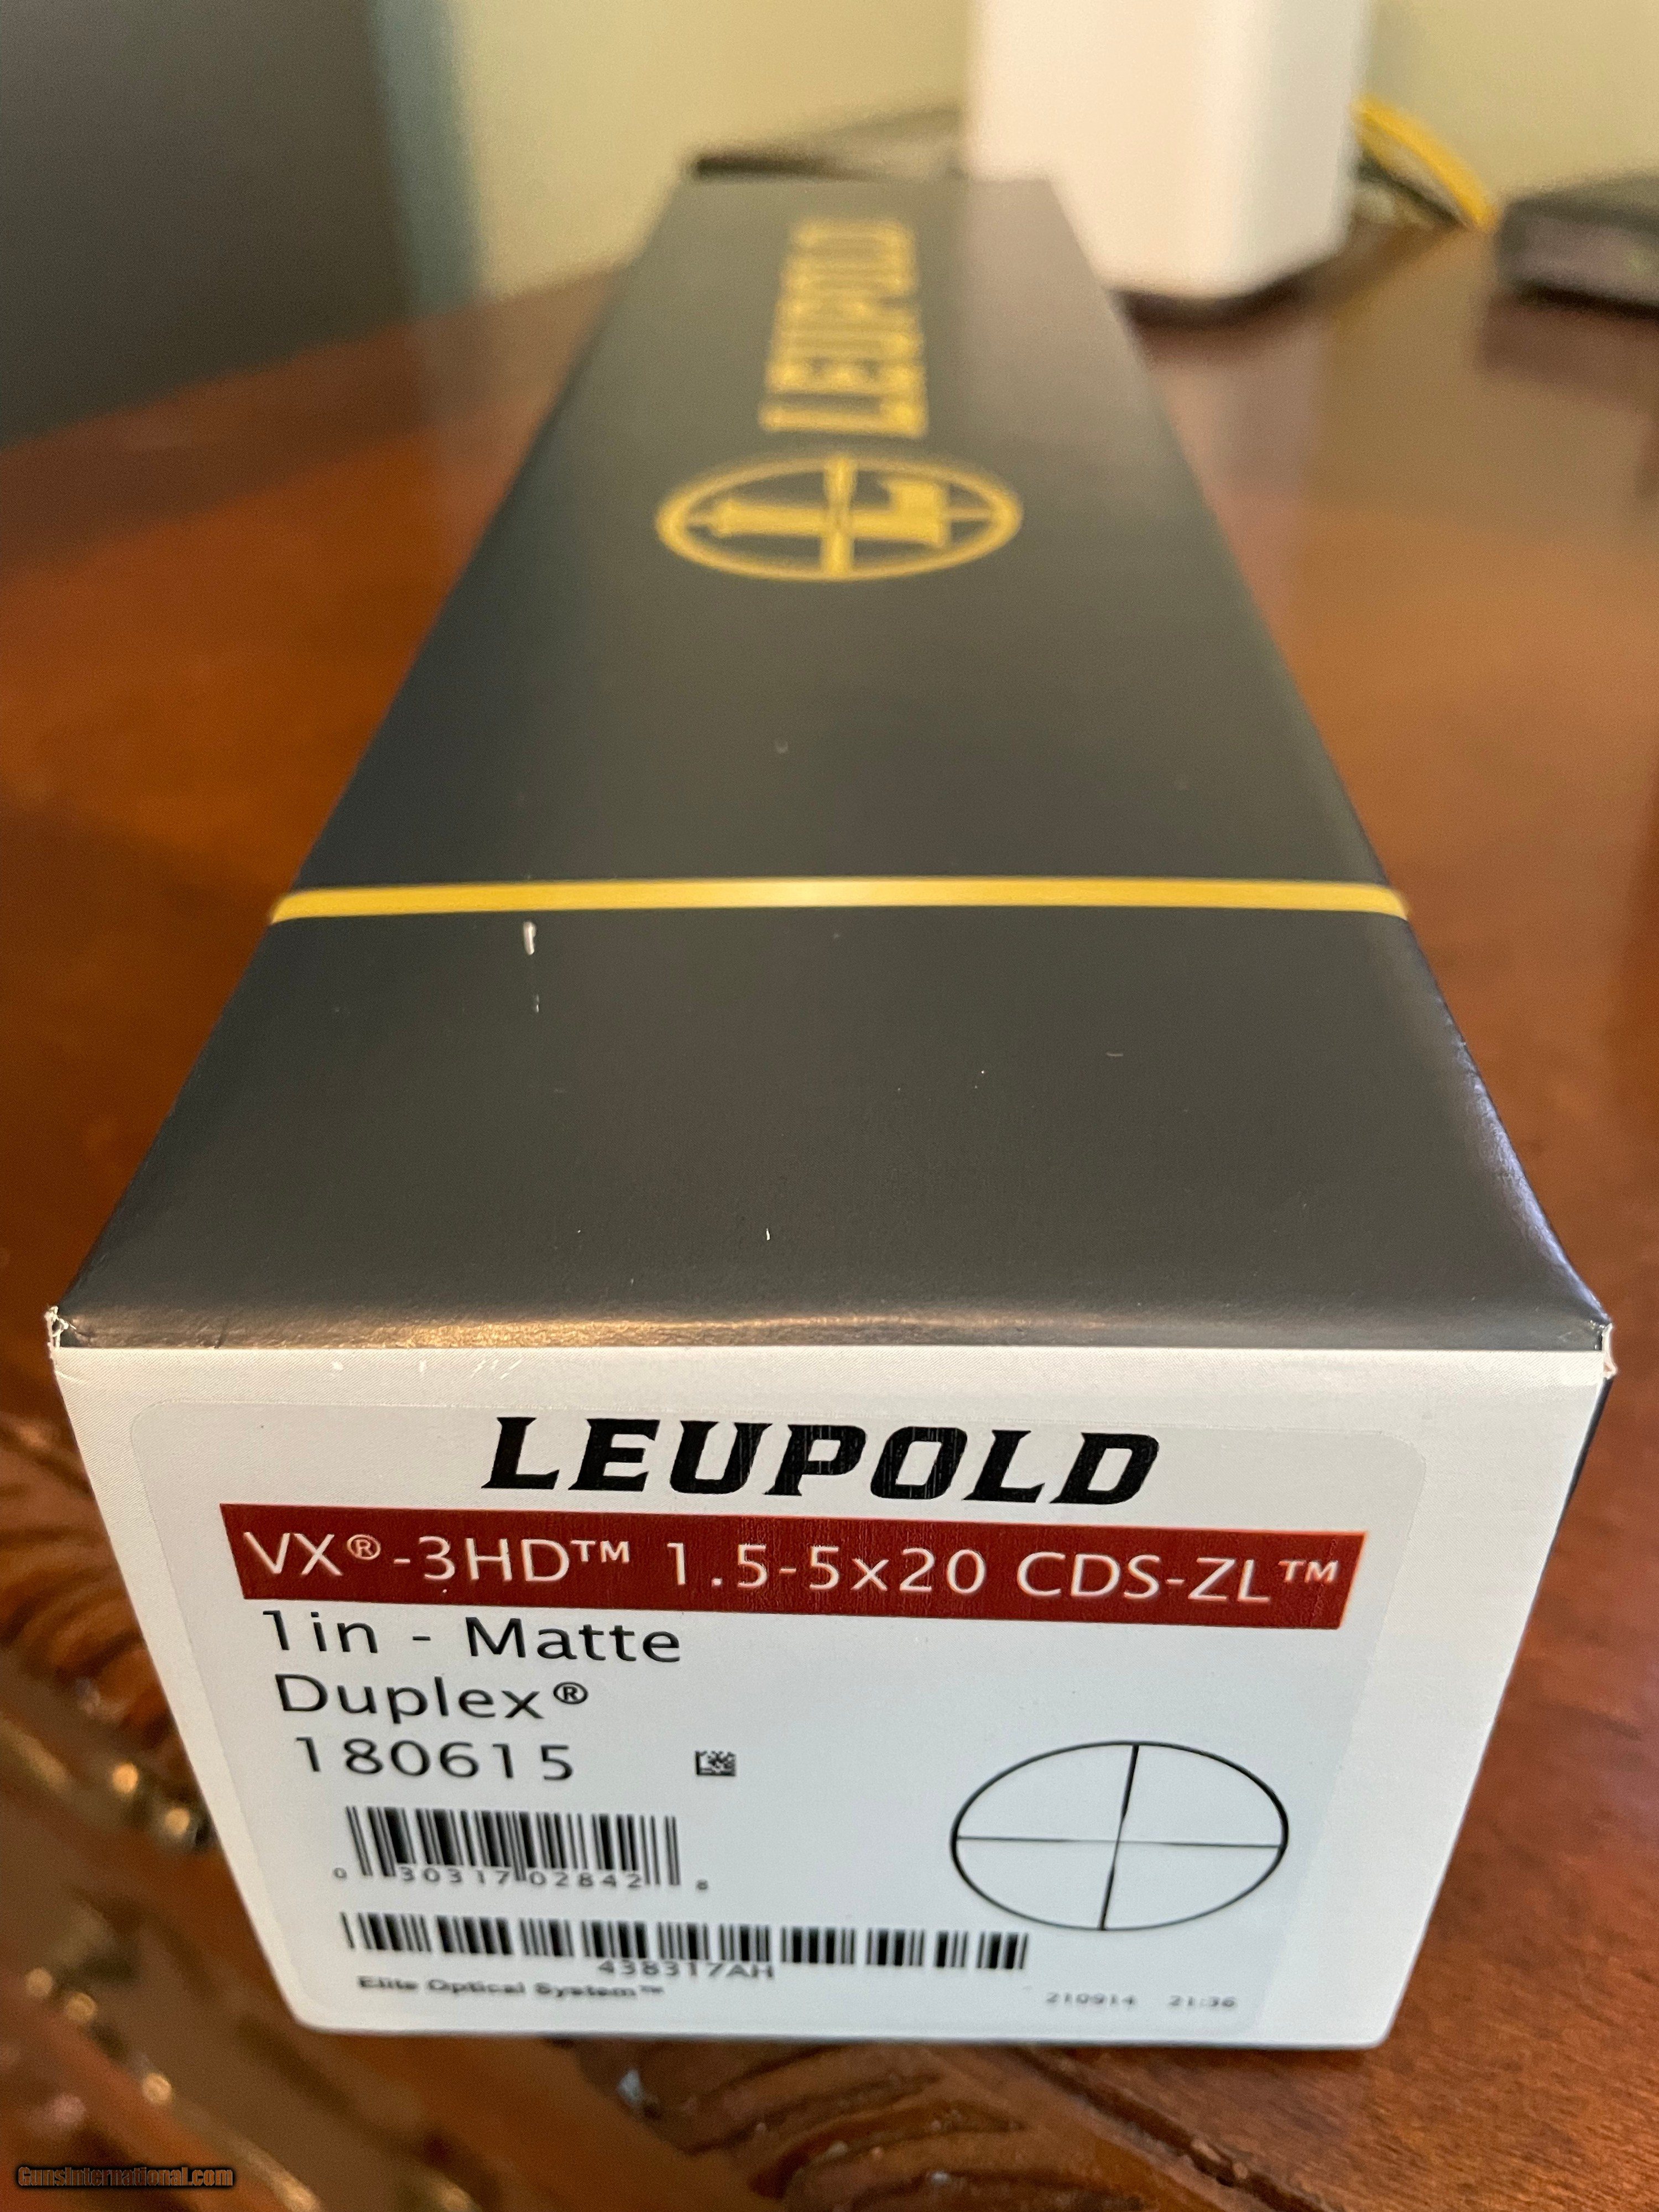 LEUPOLD
L
LEUPOLD
VX®-3HD™ 1.5-5x20 CDS-ZL™
1in - Matte
Duplex®
180615
0 30317 02842 8
438317AH
Elite Optical System™
210914 21:36
GunsInternational.com